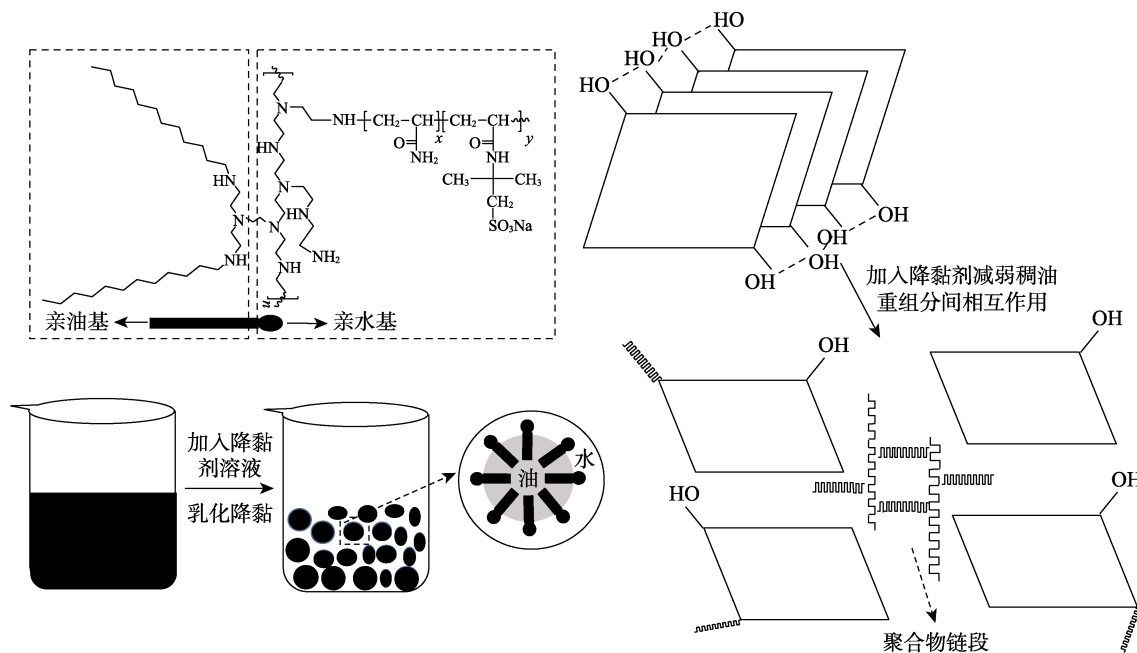 NH
CH₂
CH
CH₂
CH
x
y
O
NH₂
O
NH
CH₃
CH₃
CH₂
SO₃Na
N
HN
N
HN
NH₂
N
NH
HN
N
NH
亲油基
亲水基
加入降黏
剂溶液
乳化降黏
油
水
HO
HO
HO
HO
OH
OH
OH
OH
加入降黏剂减弱稠油
重组分间相互作用
OH
OH
HO
OH
聚合物链段